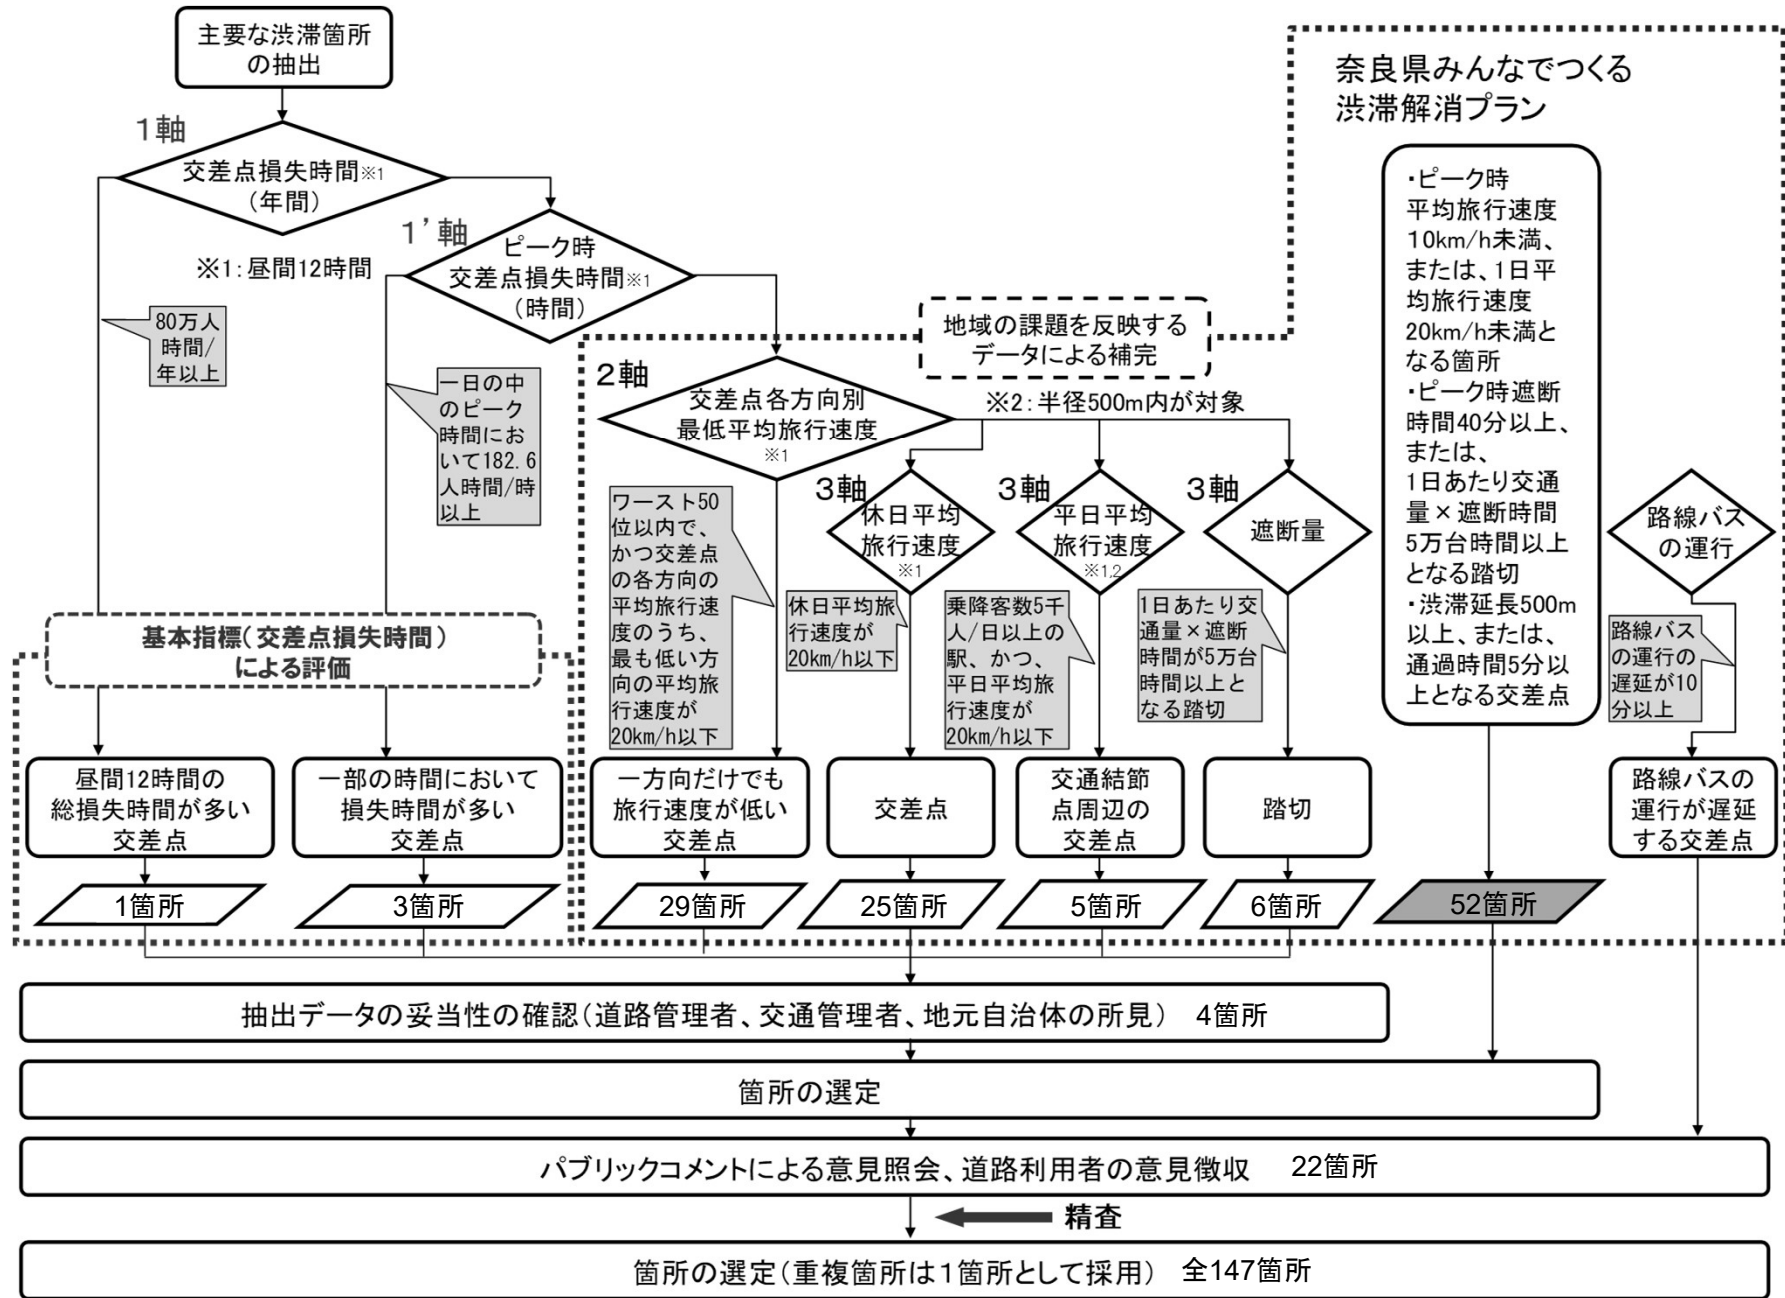 主要な渋滞箇所
の抽出
奈良県みんなでつくる
渋滞解消プラン
1軸
交差点損失時間※1
(年間)
※1:昼間12時間
1’軸
ピーク時
交差点損失時間※1
(時間)
80万人
時間/
年以上
一日の中
のピーク
時間にお
いて182.6
人時間/時
以上
地域の課題を反映する
データによる補完
2軸
交差点各方向別
最低平均旅行速度
※1
※2:半径500m内が対象
3軸
休日平均
旅行速度
※1
3軸
平日平均
旅行速度
※1,2
3軸
遮断量
・ピーク時
平均旅行速度
10km/h未満、
または、1日平
均旅行速度
20km/h未満と
なる箇所
・ピーク時遮断
時間40分以上、
または、
1日あたり交通
量×遮断時間
5万台時間以上
となる踏切
・渋滞延長500m
以上、または、
通過時間5分以
上となる交差点
路線バス
の運行
ワースト50
位以内で、
かつ交差点
の各方向の
平均旅行速
度のうち、
最も低い方
向の平均旅
行速度が
20km/h以下
休日平均旅
行速度が
20km/h以下
乗降客数5千
人/日以上の
駅、かつ、
平日平均旅
行速度が
20km/h以下
1日あたり交
通量×遮断
時間が5万台
時間以上と
なる踏切
路線バス
の運行の
遅延が10
分以上
基本指標(交差点損失時間)
による評価
昼間12時間の
総損失時間が多い
交差点
一部の時間において
損失時間が多い
交差点
一方向だけでも
旅行速度が低い
交差点
交差点
交通結節
点周辺の
交差点
踏切
路線バスの
運行が遅延
する交差点
1箇所
3箇所
29箇所
25箇所
5箇所
6箇所
52箇所
抽出データの妥当性の確認(道路管理者、交通管理者、地元自治体の所見) 4箇所
箇所の選定
パブリックコメントによる意見照会、道路利用者の意見徴収 22箇所
精査
箇所の選定(重複箇所は1箇所として採用) 全147箇所